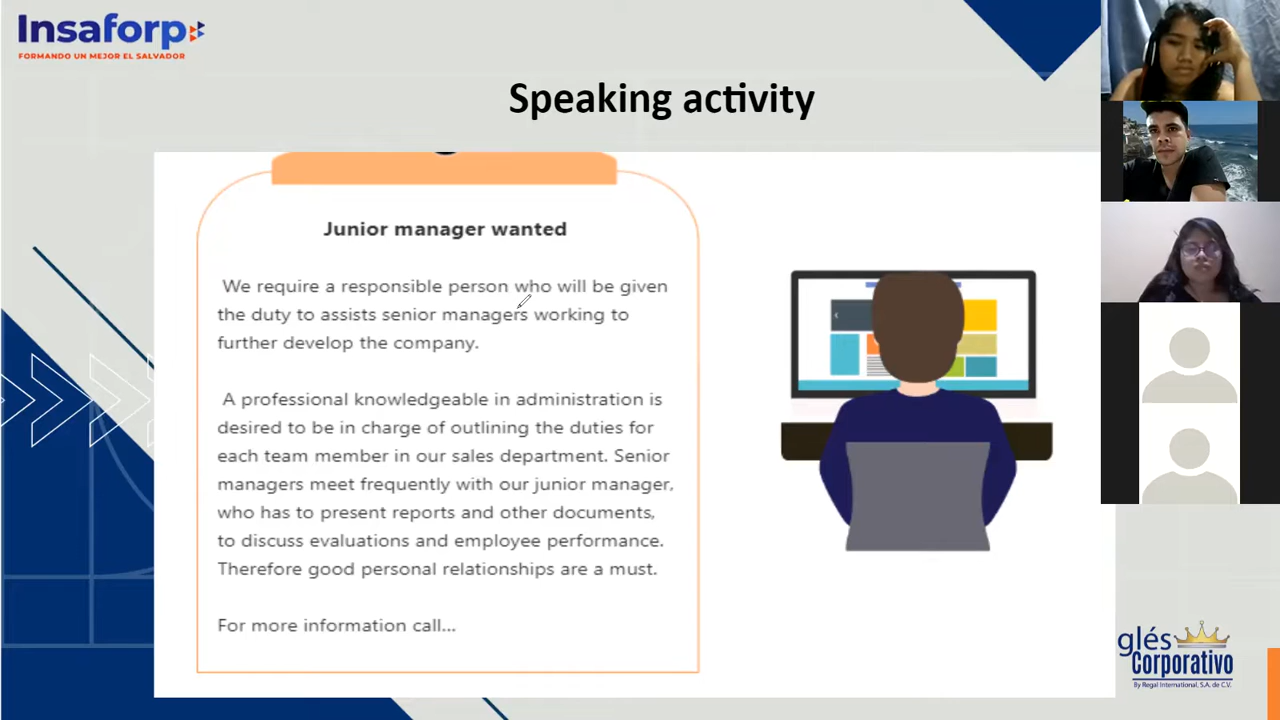 Insaforp
FORMANDO UN MEJOR EL SALVADOR
Speaking activity
Junior manager wanted
We require a responsible person who will be given
the duty to assists senior managers working to
further develop the company.
A professional knowledgeable in administration is
desired to be in charge of outlining the duties for
each team member in our sales department. Senior
managers meet frequently with our junior manager,
who has to present reports and other documents,
to discuss evaluations and employee performance.
Therefore good personal relationships are a must.
For more information call...
glés
Corporativo
By Regal International, S.A. de C.V.